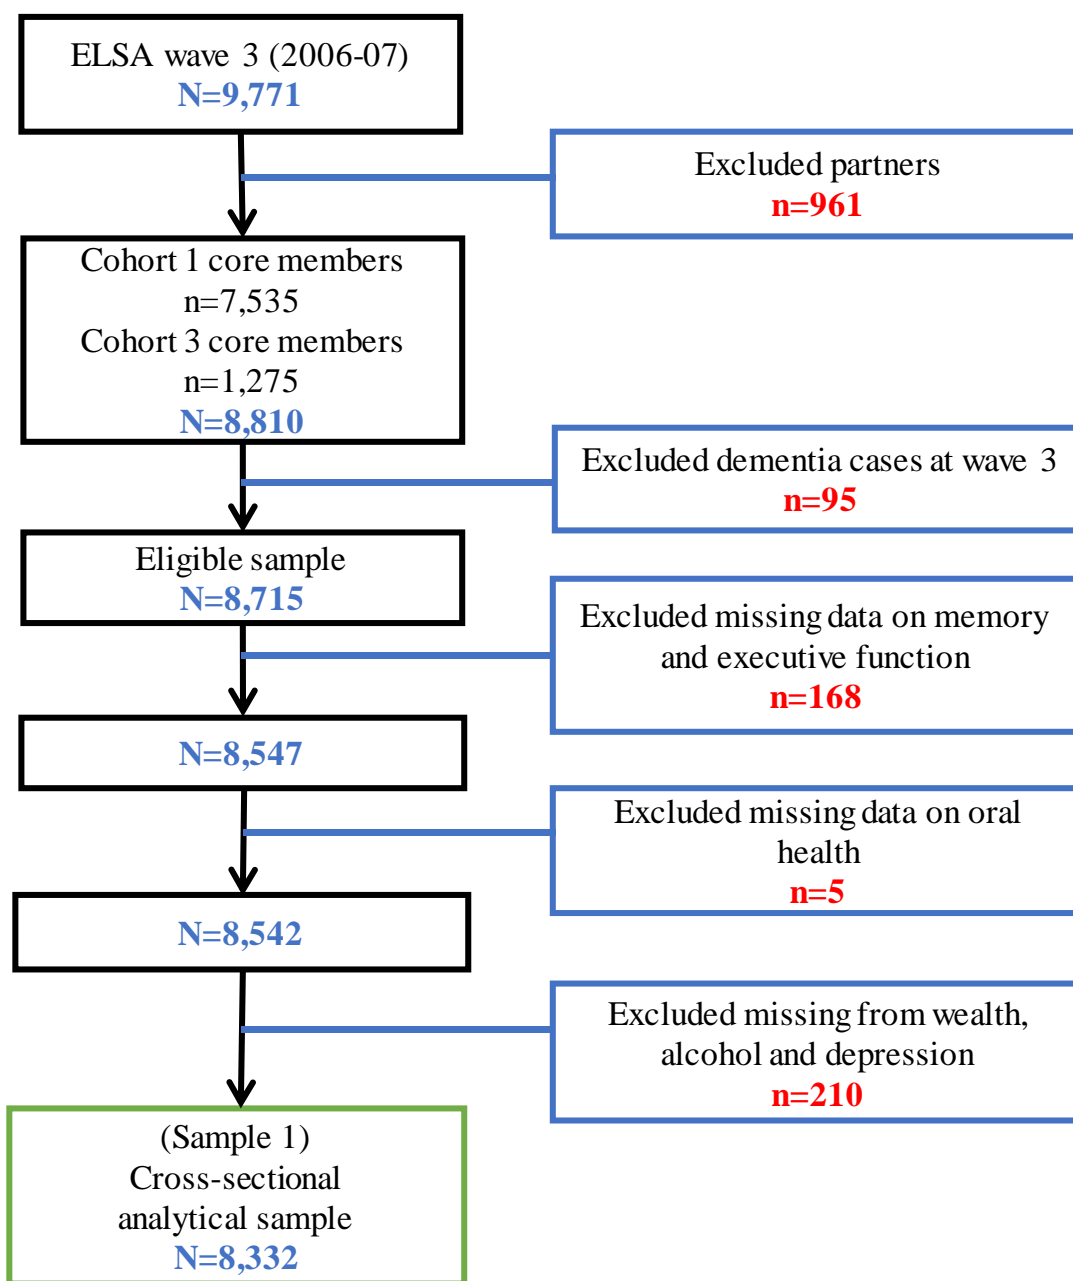 ELSA wave 3 (2006-07)
N=9,771
Excluded partners
n=961
Cohort 1 core members
n=7,535
Cohort 3 core members
n=1,275
N=8,810
Excluded dementia cases at wave 3
n=95
Eligible sample
N=8,715
Excluded missing data on memory
and executive function
n=168
N=8,547
Excluded missing data on oral
health
n=5
N=8,542
Excluded missing from wealth,
alcohol and depression
n=210
(Sample 1)
Cross-sectional
analytical sample
N=8,332